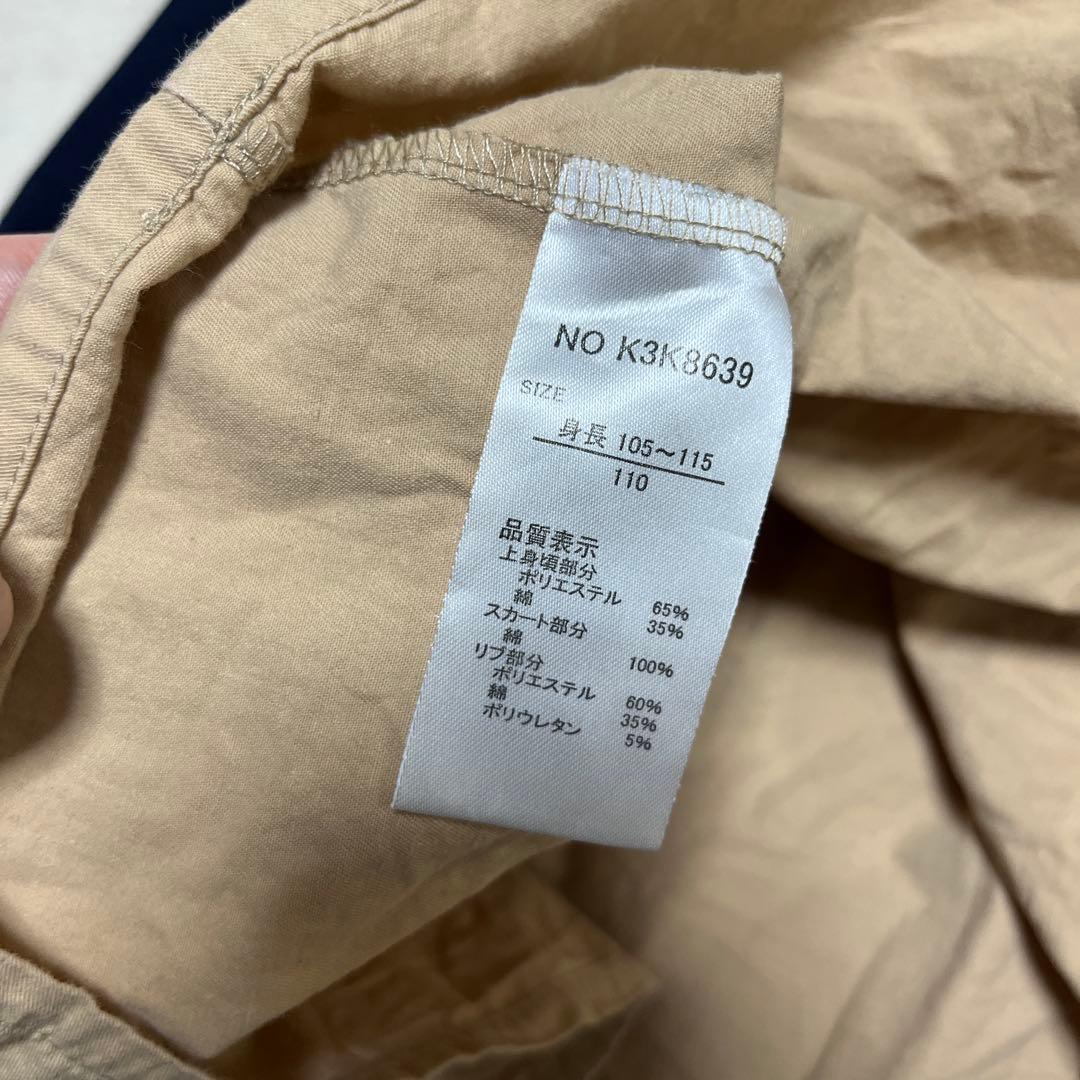 NO K3K8639
SIZE
身長 105～115
110
品質表示
上身頃部分
ポリエステル 65%
綿 35%
スカート部分
綿 100%
リブ部分
ポリエステル 60%
綿 35%
ポリウレタン 5%